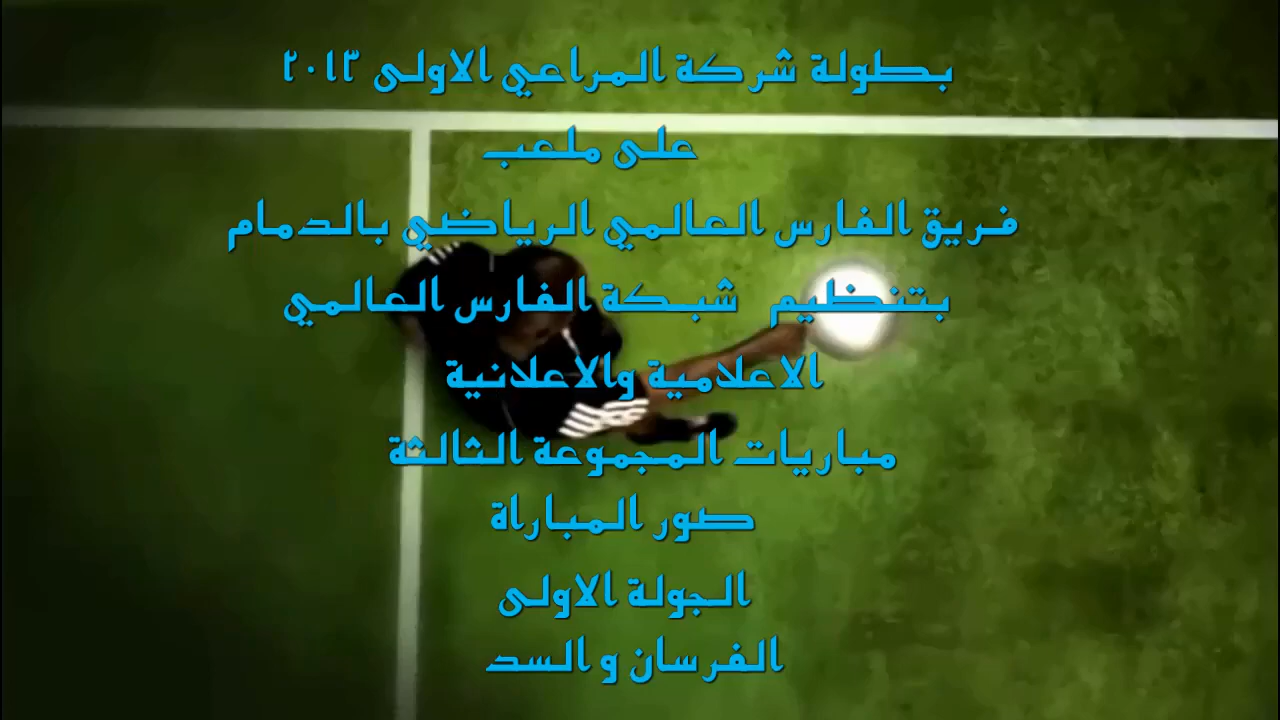 بطولة شركة المراعي الاولى ٢٠١٣
على ملعب
فريق الفارس العالمي الرياضي بالدمام
بتنظيم شبكة الفارس العالمي
الاعلامية والاعلانية
مباريات المجموعة الثالثة
صور المباراة
الجولة الاولى
الفرسان و السد